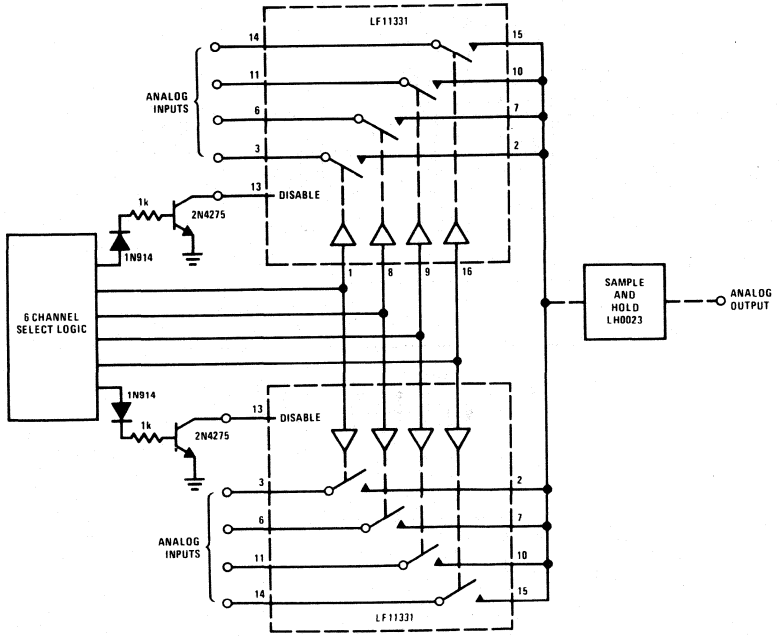 LF11331
14
15
11
10
ANALOG
INPUTS
6
7
3
2
13
DISABLE
1k
2N4275
1N914
1
8
9
16
6 CHANNEL
SELECT LOGIC
SAMPLE
AND
HOLD
LH0023
ANALOG
OUTPUT
1N914
13
DISABLE
1k
2N4275
3
2
6
7
ANALOG
INPUTS
11
10
14
15
LF11331